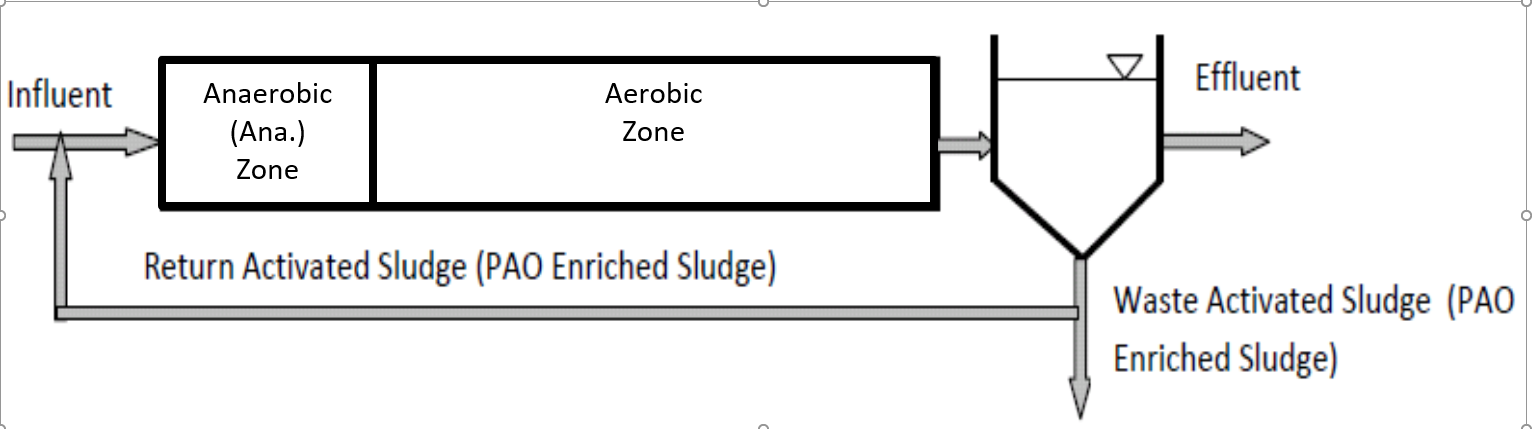 Influent
Anaerobic
(Ana.)
Zone
Aerobic
Zone
Effluent
Return Activated Sludge (PAO Enriched Sludge)
Waste Activated Sludge (PAO
Enriched Sludge)